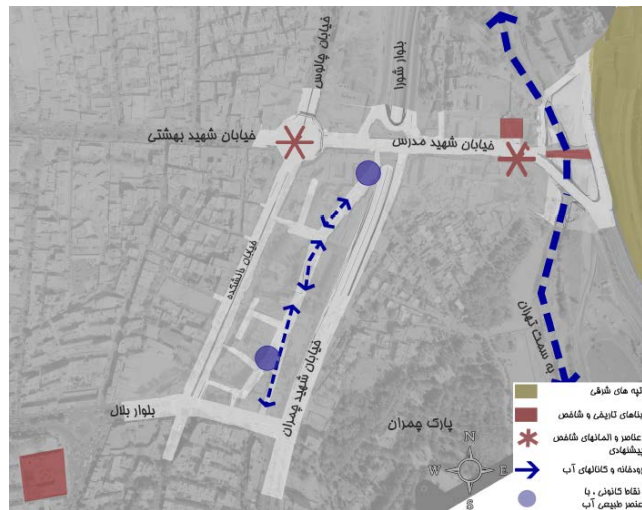 خیابان چالوس
بلوار شورا
خیابان شهید بهشتی
خیابان شهید مدرس
خیابان دانشکده
خیابان شهید چمران
به سمت تهران
بلوار بلال
پارک چمران
N
W E
S
تپه های شرقی
بناهای تاریخی و شاخص
عناصر و المانهای شاخص
پیشنهادی
رودخانه و کانالهای آب
نقاط کانونی ، با
عنصر طبیعی آب